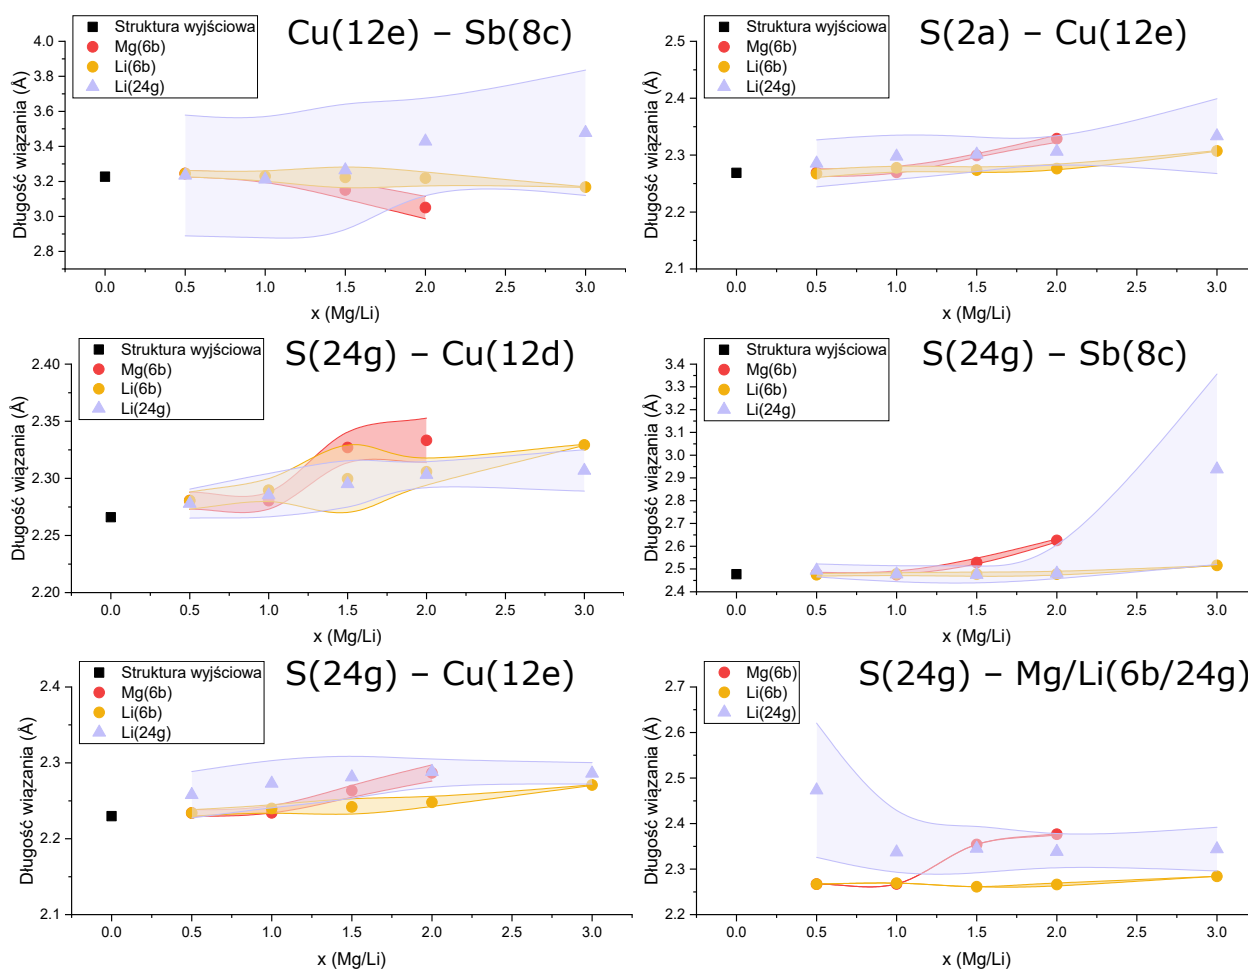 Cu(12e) – Sb(8c)
Struktura wyjściowa
Mg(6b)
Li(6b)
Li(24g)
Długość wiązania (Å)
4.0
3.8
3.6
3.4
3.2
3.0
2.8
0.0 0.5 1.0 1.5 2.0 2.5 3.0
x (Mg/Li)
S(2a) – Cu(12e)
Struktura wyjściowa
Mg(6b)
Li(6b)
Li(24g)
Długość wiązania (Å)
2.5
2.4
2.3
2.2
2.1
0.0 0.5 1.0 1.5 2.0 2.5 3.0
x (Mg/Li)
S(24g) – Cu(12d)
Struktura wyjściowa
Mg(6b)
Li(6b)
Li(24g)
Długość wiązania (Å)
2.40
2.35
2.30
2.25
2.20
0.0 0.5 1.0 1.5 2.0 2.5 3.0
x (Mg/Li)
S(24g) – Sb(8c)
Struktura wyjściowa
Mg(6b)
Li(6b)
Li(24g)
Długość wiązania (Å)
3.4
3.3
3.2
3.1
3.0
2.9
2.8
2.7
2.6
2.5
2.4
0.0 0.5 1.0 1.5 2.0 2.5 3.0
x (Mg/Li)
S(24g) – Cu(12e)
Struktura wyjściowa
Mg(6b)
Li(6b)
Li(24g)
Długość wiązania (Å)
2.4
2.3
2.2
2.1
0.0 0.5 1.0 1.5 2.0 2.5 3.0
x (Mg/Li)
S(24g) – Mg/Li(6b/24g)
Mg(6b)
Li(6b)
Li(24g)
Długość wiązania (Å)
2.7
2.6
2.5
2.4
2.3
2.2
0.0 0.5 1.0 1.5 2.0 2.5 3.0
x (Mg/Li)